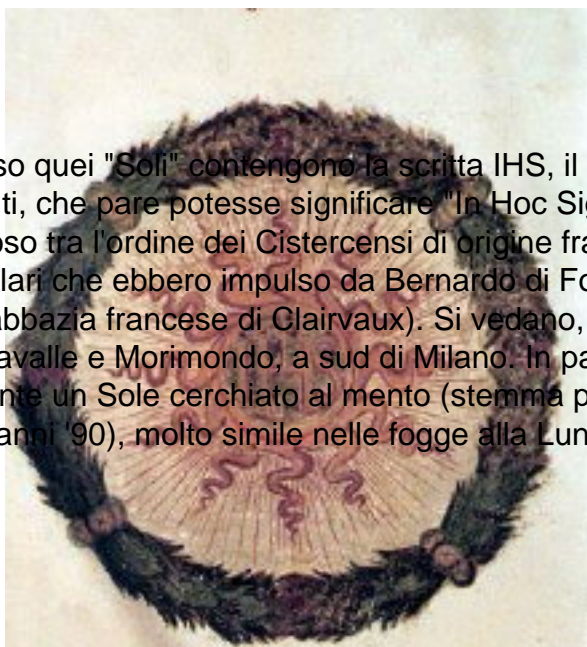 so quei "Soli" contengono la scritta IHS, il
ti, che pare potesse significare "In Hoc Si
oso tra l'ordine dei Cistercensi di origine fra
lari che ebbero impulso da Bernardo di Fo
abbazia francese di Clairvaux). Si vedano,
avalle e Morimondo, a sud di Milano. In pa
nte un Sole cerchiato al mento (stemma p
anni '90), molto simile nelle fogge alla Lun